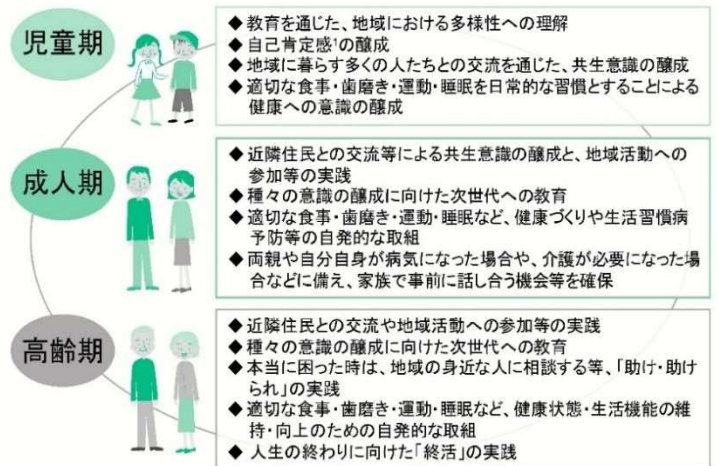 児童期
◆ 教育を通じた、地域における多様性への理解
◆ 自己肯定感¹の醸成
◆ 地域に暮らす多くの人たちとの交流を通じた、共生意識の醸成
◆ 適切な食事・歯磨き・運動・睡眠を日常的な習慣とすることによる
健康への意識の醸成
成人期
◆ 近隣住民との交流等による共生意識の醸成と、地域活動への
参加等の実践
◆ 種々の意識の醸成に向けた次世代への教育
◆ 適切な食事・歯磨き・運動・睡眠など、健康づくりや生活習慣病
予防等の自発的な取組
◆ 両親や自分自身が病気になった場合や、介護が必要になった場
合などに備え、家族で事前に話し合う機会等を確保
高齢期
◆ 近隣住民との交流や地域活動への参加等の実践
◆ 種々の意識の醸成に向けた次世代への教育
◆ 本当に困った時は、地域の身近な人に相談する等、「助け・助け
られ」の実践
◆ 適切な食事・歯磨き・運動・睡眠など、健康状態・生活機能の維
持・向上のための自発的な取組
◆ 人生の終わりに向けた「終活」の実践